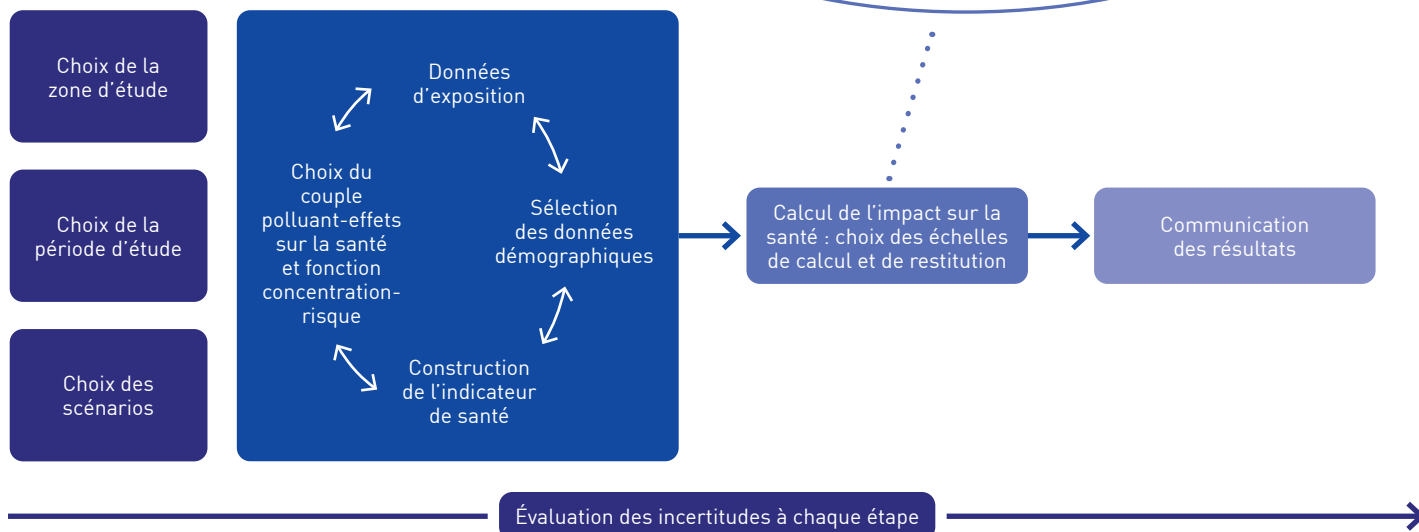 Choix de la
zone d'étude
Choix de la
période d'étude
Choix des
scénarios
Données
d'exposition
Choix du
couple
polluant-effets
sur la santé
et fonction
concentration-
risque
Sélection
des données
démographiques
Construction
de l'indicateur
de santé
Calcul de l'impact sur la
santé : choix des échelles
de calcul et de restitution
Communication
des résultats
Évaluation des incertitudes à chaque étape